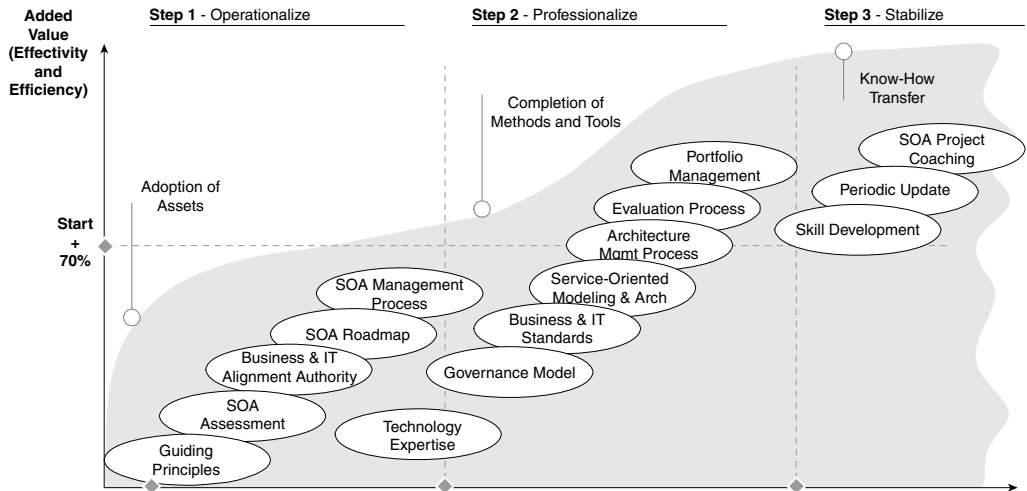 Added
Value
(Effectivity
and
Efficiency)
Step 1 - Operationalize
Step 2 - Professionalize
Step 3 - Stabilize
Know-How
Transfer
Completion of
Methods and Tools
SOA Project
Coaching
Portfolio
Management
Adoption of
Assets
Periodic Update
Evaluation Process
Skill Development
Start
+
70%
Architecture
Mgmt Process
SOA Management
Process
Service-Oriented
Modeling & Arch
SOA Roadmap
Business & IT
Standards
Business & IT
Alignment Authority
Governance Model
SOA
Assessment
Technology
Expertise
Guiding
Principles